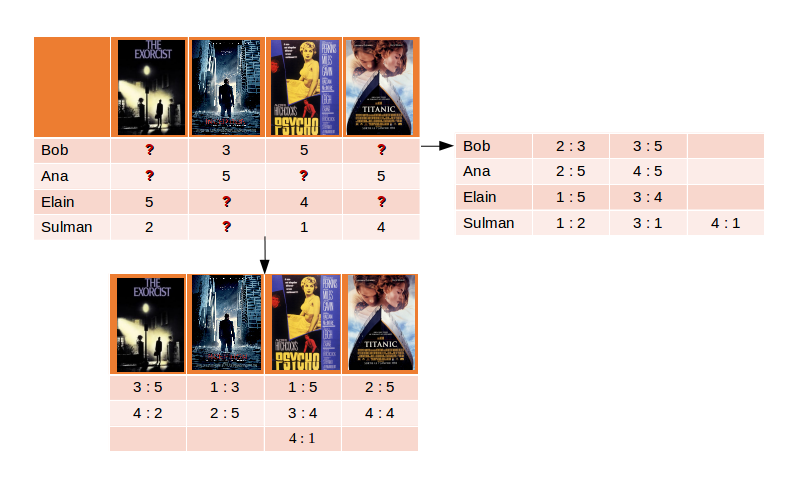 THE
EXORCIST
PERKINS
MILES
GAVIN
LEIGH
HITCHCOCK'S
PSYCHO
TITANIC
Bob ? 3 5 ?
Ana ? 5 ? 5
Elain 5 ? 4 ?
Sulman 2 ? 1 4
Bob 2 : 3 3 : 5
Ana 2 : 5 4 : 5
Elain 1 : 5 3 : 4
Sulman 1 : 2 3 : 1 4 : 1
THE
EXORCIST
PERKINS
MILES
GAVIN
LEIGH
HITCHCOCK'S
PSYCHO
TITANIC
3 : 5 1 : 3 1 : 5 2 : 5
4 : 2 2 : 5 3 : 4 4 : 4
4 : 1